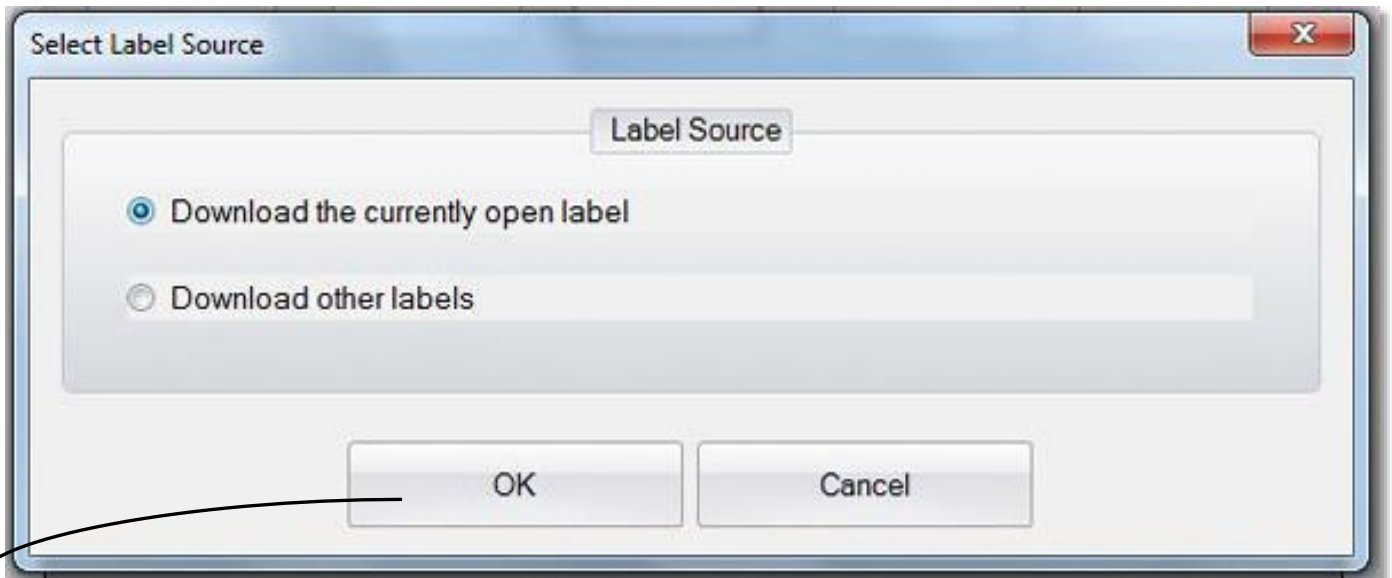 Select Label Source
Label Source
Download the currently open label
Download other labels
OK Cancel